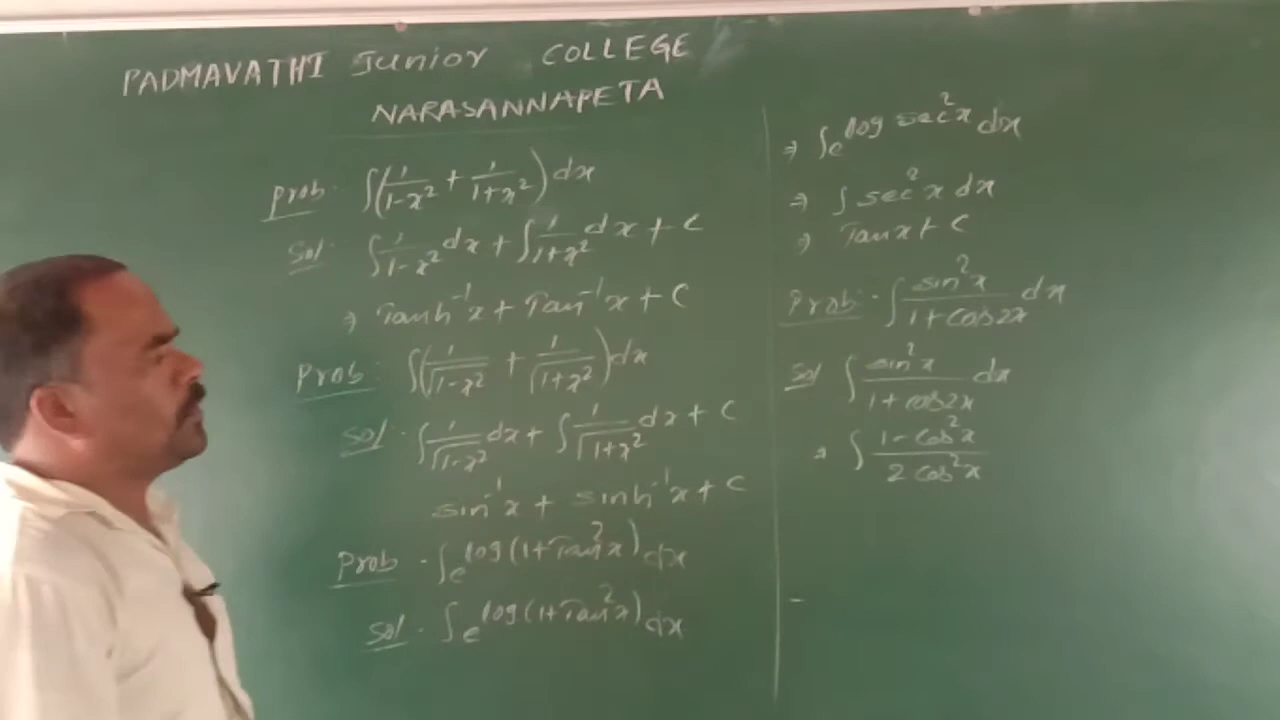 PADMAVATHI Junior COLLEGE
NARASANNAPETA
Prob. ∫(1/1-x² + 1/1+x²)dx
Sol: ∫1/1-x² dx + ∫1/1+x² dx + C
⇒ Tanh⁻¹x + Tan⁻¹x + C
Prob: ∫(1/√1-x² + 1/√1+x²)dx
Sol. ∫1/√1-x² dx + ∫1/√1+x² dx + C
sin⁻¹x + sinh⁻¹x + C
Prob. ∫e^log(1+Tan²x) dx
Sol. ∫e^log(1+Tan²x) dx
⇒ ∫e^log sec²x dx
⇒ ∫sec²x dx
⇒ Tanx + C
Prob. ∫sin²x/1+cos2x dx
Sol ∫sin²x/1+cos2x dx
⇒ ∫1-cos²x/2cos²x